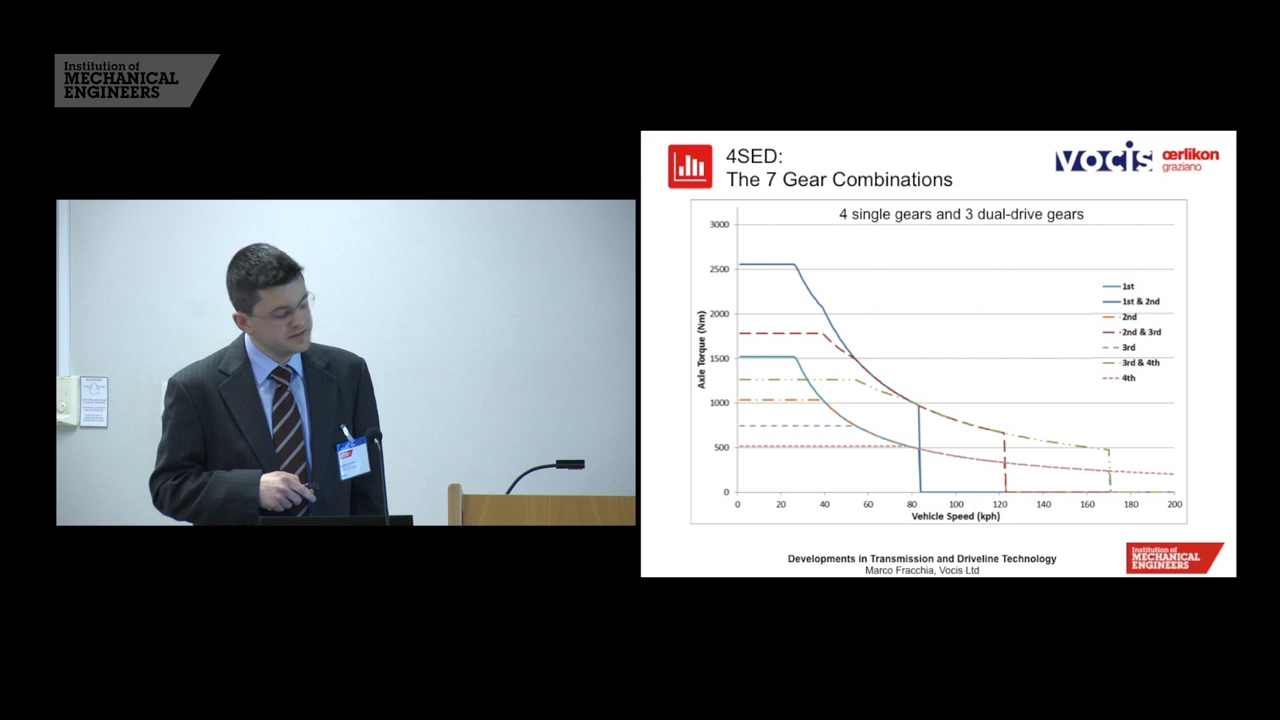 Institution of
MECHANICAL
ENGINEERS
4SED:
The 7 Gear Combinations
vocis
œrlikon
graziano
4 single gears and 3 dual-drive gears
3000
2500
2000
1500
1000
500
0
Axle Torque (Nm)
1st
1st & 2nd
2nd
2nd & 3rd
3rd
3rd & 4th
4th
0 20 40 60 80 100 120 140 160 180 200
Vehicle Speed (kph)
Developments in Transmission and Driveline Technology
Marco Fracchia, Vocis Ltd
Institution of
MECHANICAL
ENGINEERS